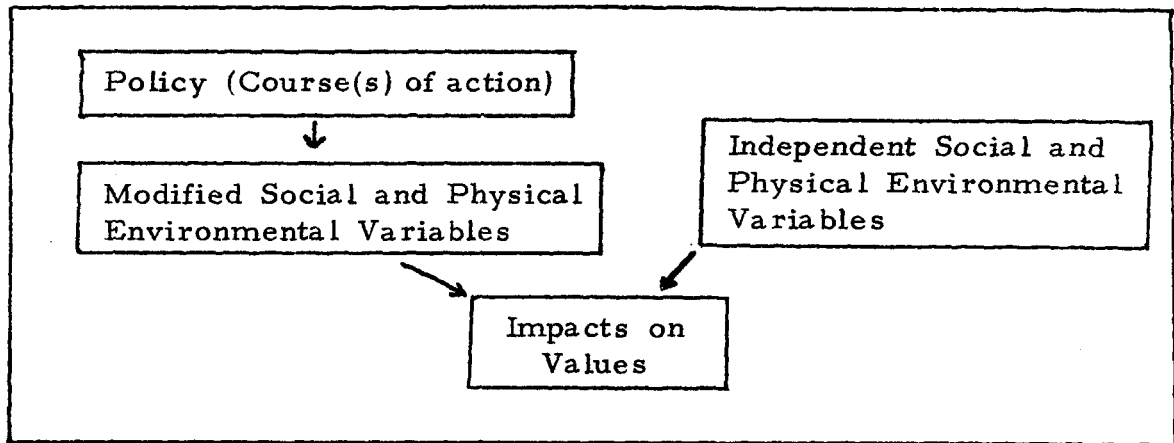 Policy (Course(s) of action)
Modified Social and Physical
Environmental Variables
Independent Social and
Physical Environmental
Variables
Impacts on
Values